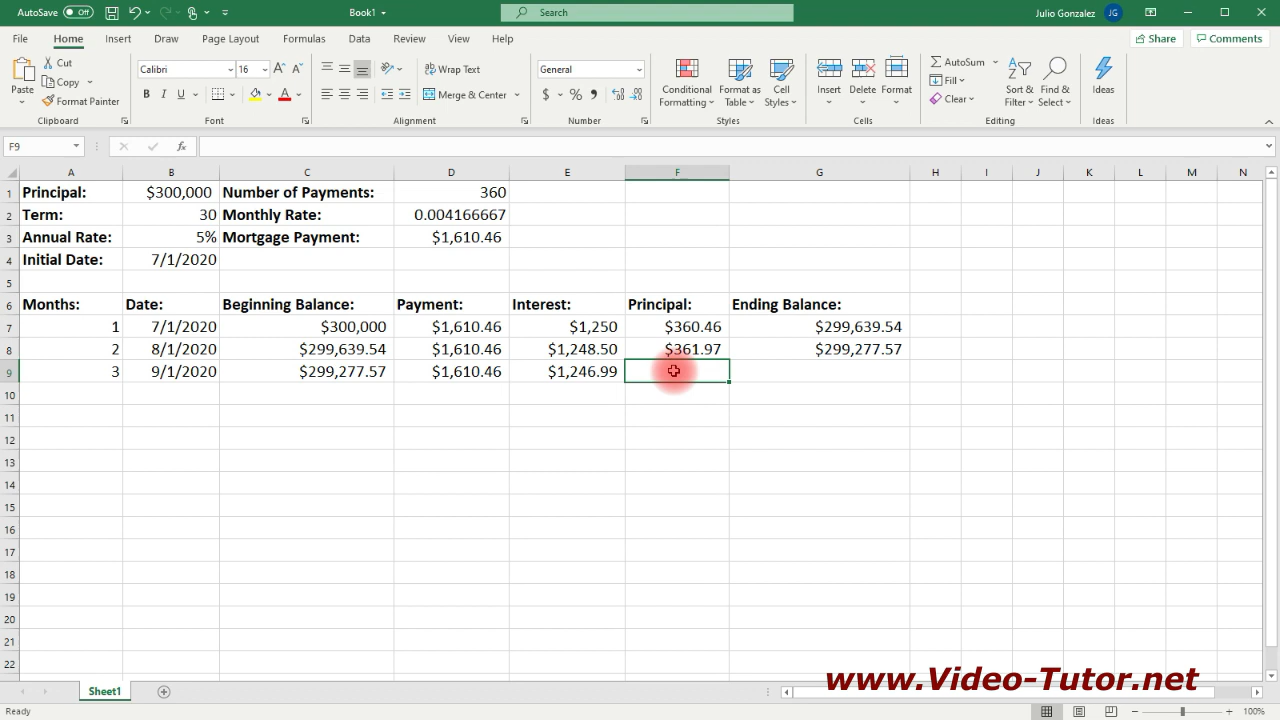 AutoSave Off Book1 Search Julio Gonzalez JG
File Home Insert Draw Page Layout Formulas Data Review View Help Share Comments
Paste Cut Copy Format Painter Clipboard
Calibri 16 B I U Font
Wrap Text Merge & Center Alignment
General $ % , Number
Conditional Formatting Format as Table Cell Styles Styles
Insert Delete Format Cells
AutoSum Fill Clear Sort & Filter Find & Select Editing
Ideas Ideas
F9 fx
A B C D E F G H I J K L M N
1 Principal: $300,000 Number of Payments: 360
2 Term: 30 Monthly Rate: 0.004166667
3 Annual Rate: 5% Mortgage Payment: $1,610.46
4 Initial Date: 7/1/2020
5
6 Months: Date: Beginning Balance: Payment: Interest: Principal: Ending Balance:
7 1 7/1/2020 $300,000 $1,610.46 $1,250 $360.46 $299,639.54
8 2 8/1/2020 $299,639.54 $1,610.46 $1,248.50 $361.97 $299,277.57
9 3 9/1/2020 $299,277.57 $1,610.46 $1,246.99
10
11
12
13
14
15
16
17
18
19
20
21
22
www.Video-Tutor.net
Sheet1
Ready 100%